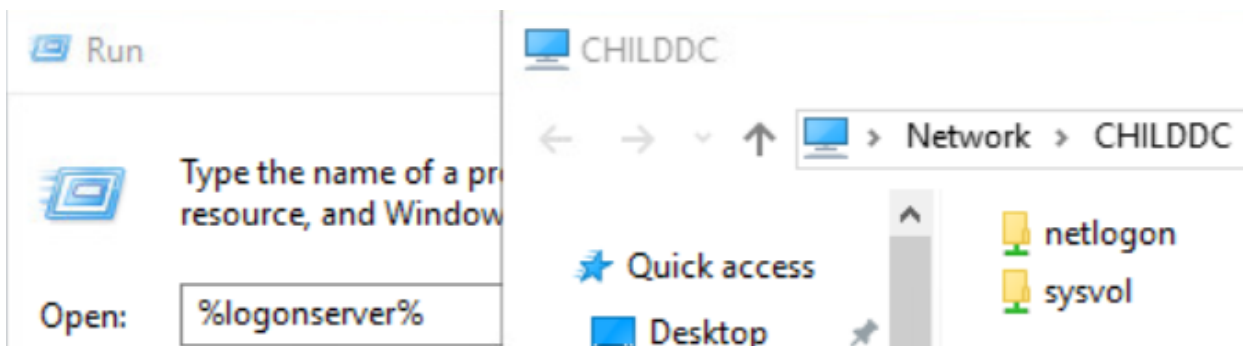 Run
Type the name of a pr
resource, and Window
Open:
%logonserver%
CHILDDC
Network > CHILDDC
Quick access
Desktop
netlogon
sysvol